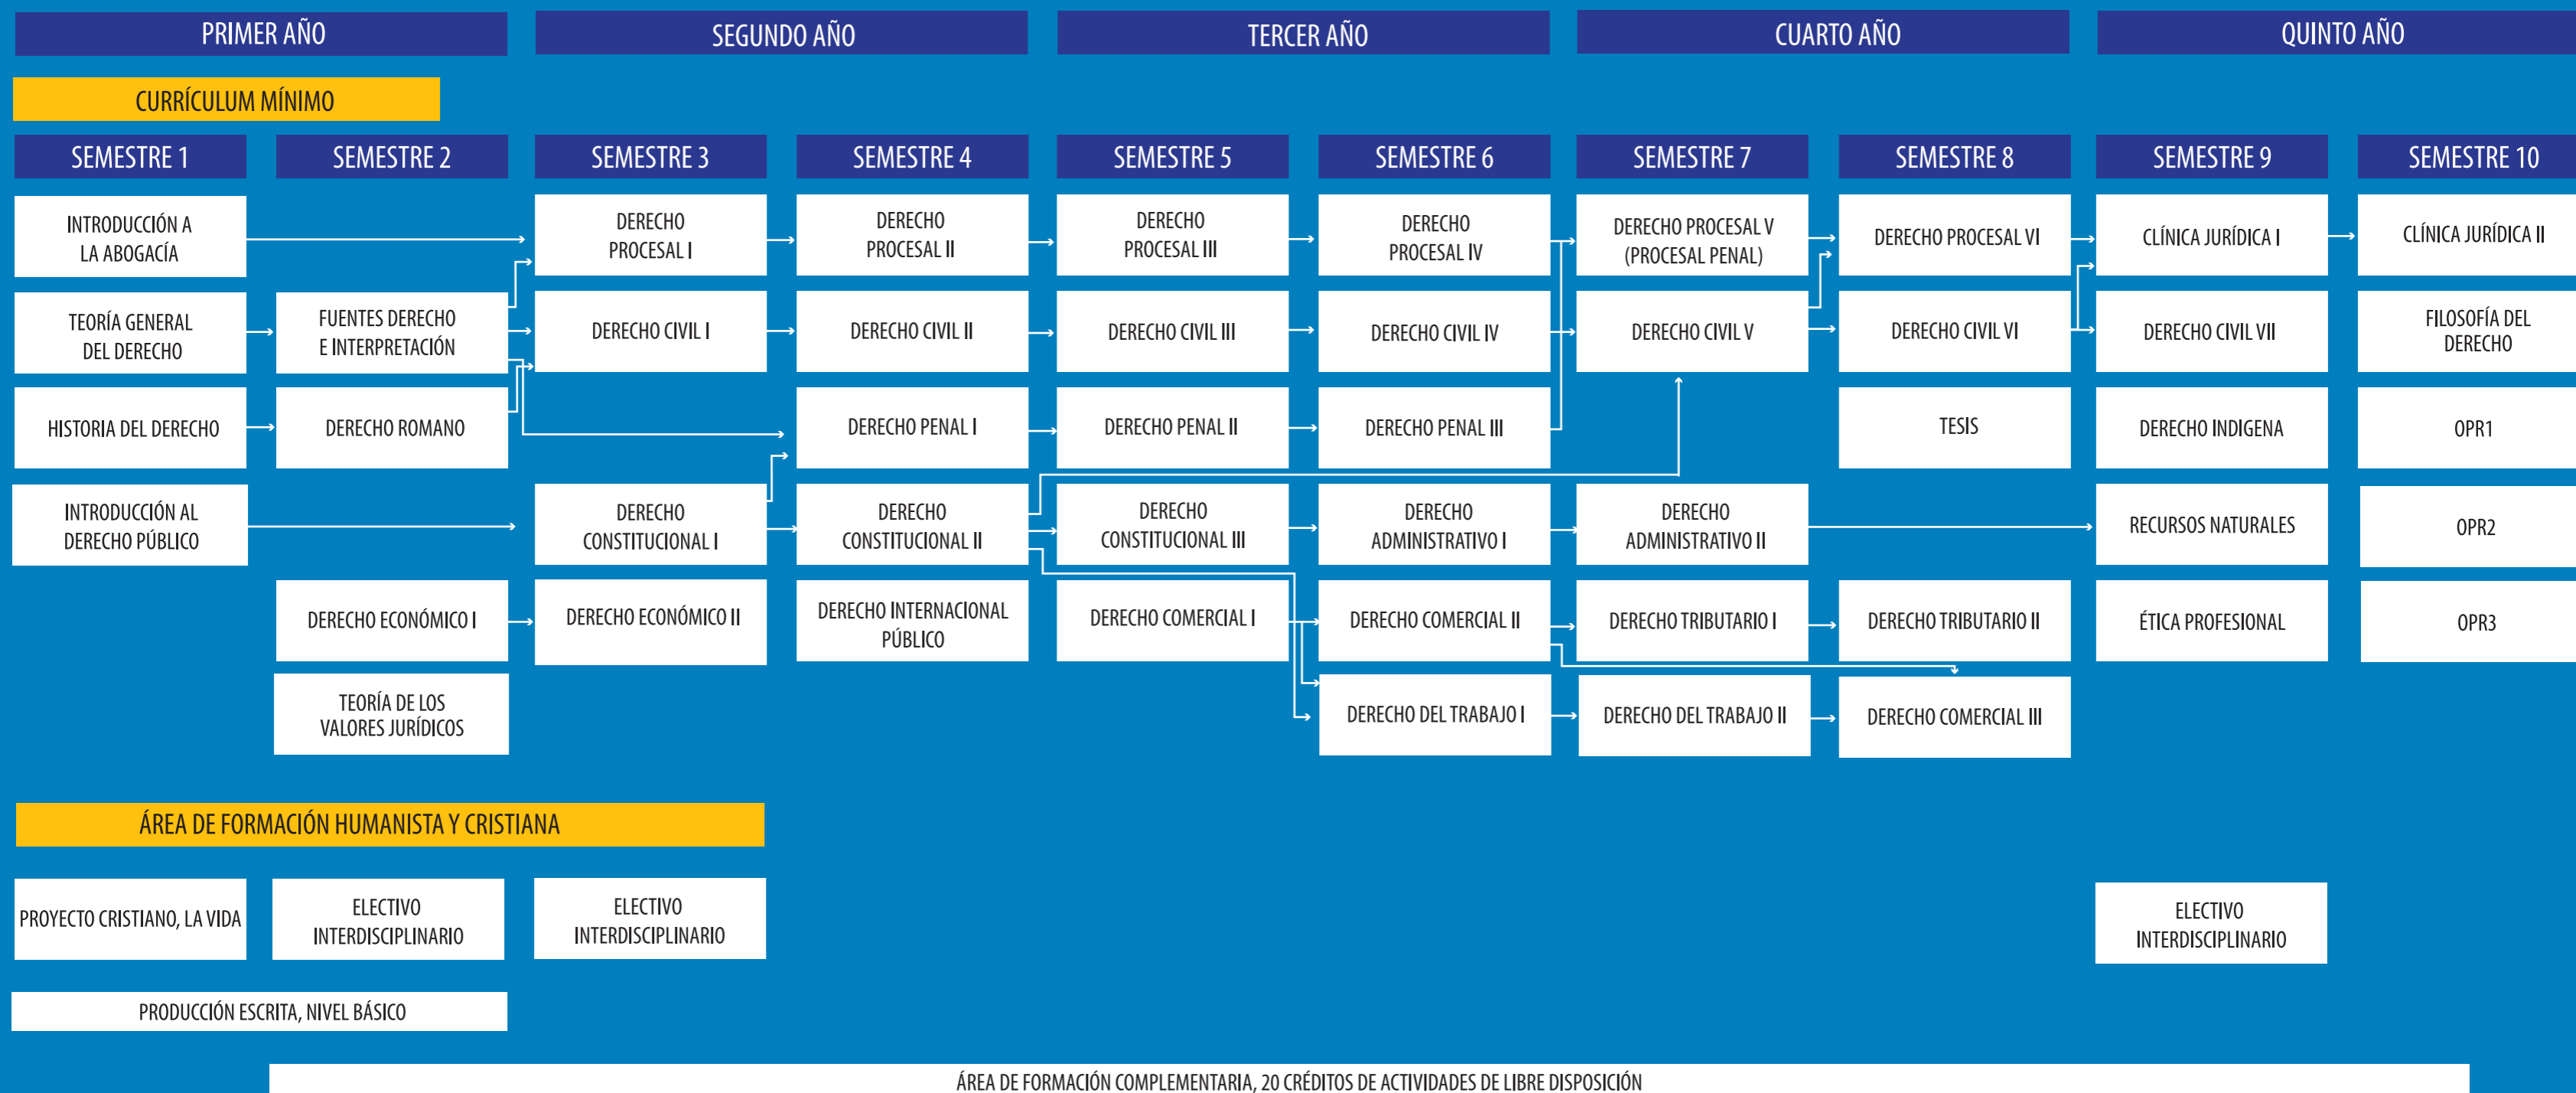 PRIMER AÑO
SEGUNDO AÑO
TERCER AÑO
CUARTO AÑO
QUINTO AÑO
CURRÍCULUM MÍNIMO
SEMESTRE 1
SEMESTRE 2
SEMESTRE 3
SEMESTRE 4
SEMESTRE 5
SEMESTRE 6
SEMESTRE 7
SEMESTRE 8
SEMESTRE 9
SEMESTRE 10
INTRODUCCIÓN A
LA ABOGACÍA
DERECHO
PROCESAL I
DERECHO
PROCESAL II
DERECHO
PROCESAL III
DERECHO
PROCESAL IV
DERECHO PROCESAL V
(PROCESAL PENAL)
DERECHO PROCESAL VI
CLÍNICA JURÍDICA I
CLÍNICA JURÍDICA II
TEORÍA GENERAL
DEL DERECHO
FUENTES DERECHO
E INTERPRETACIÓN
DERECHO CIVIL I
DERECHO CIVIL II
DERECHO CIVIL III
DERECHO CIVIL IV
DERECHO CIVIL V
DERECHO CIVIL VI
DERECHO CIVIL VII
FILOSOFÍA DEL
DERECHO
HISTORIA DEL DERECHO
DERECHO ROMANO
DERECHO PENAL I
DERECHO PENAL II
DERECHO PENAL III
TESIS
DERECHO INDIGENA
OPR1
INTRODUCCIÓN AL
DERECHO PÚBLICO
DERECHO
CONSTITUCIONAL I
DERECHO
CONSTITUCIONAL II
DERECHO
CONSTITUCIONAL III
DERECHO
ADMINISTRATIVO I
DERECHO
ADMINISTRATIVO II
RECURSOS NATURALES
OPR2
DERECHO ECONÓMICO I
DERECHO ECONÓMICO II
DERECHO INTERNACIONAL
PÚBLICO
DERECHO COMERCIAL I
DERECHO COMERCIAL II
DERECHO TRIBUTARIO I
DERECHO TRIBUTARIO II
ÉTICA PROFESIONAL
OPR3
TEORÍA DE LOS
VALORES JURÍDICOS
DERECHO DEL TRABAJO I
DERECHO DEL TRABAJO II
DERECHO COMERCIAL III
ÁREA DE FORMACIÓN HUMANISTA Y CRISTIANA
PROYECTO CRISTIANO, LA VIDA
ELECTIVO
INTERDISCIPLINARIO
ELECTIVO
INTERDISCIPLINARIO
ELECTIVO
INTERDISCIPLINARIO
PRODUCCIÓN ESCRITA, NIVEL BÁSICO
ÁREA DE FORMACIÓN COMPLEMENTARIA, 20 CRÉDITOS DE ACTIVIDADES DE LIBRE DISPOSICIÓN